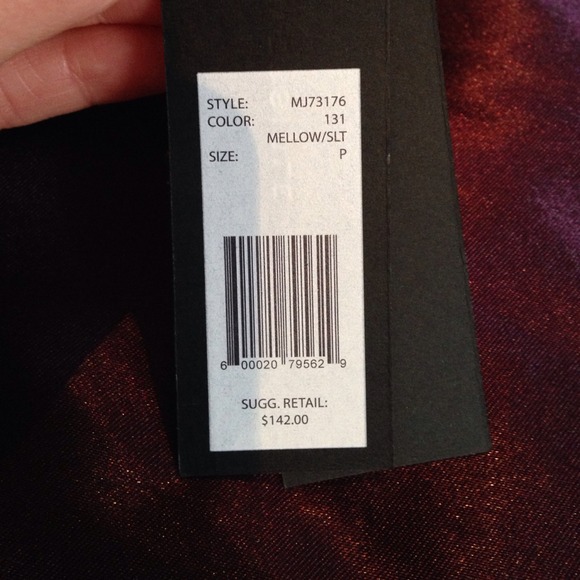 STYLE: MJ73176
COLOR: 131
MELLOW/SLT
SIZE: P
6 00020 79562 9
SUGG. RETAIL:
$142.00